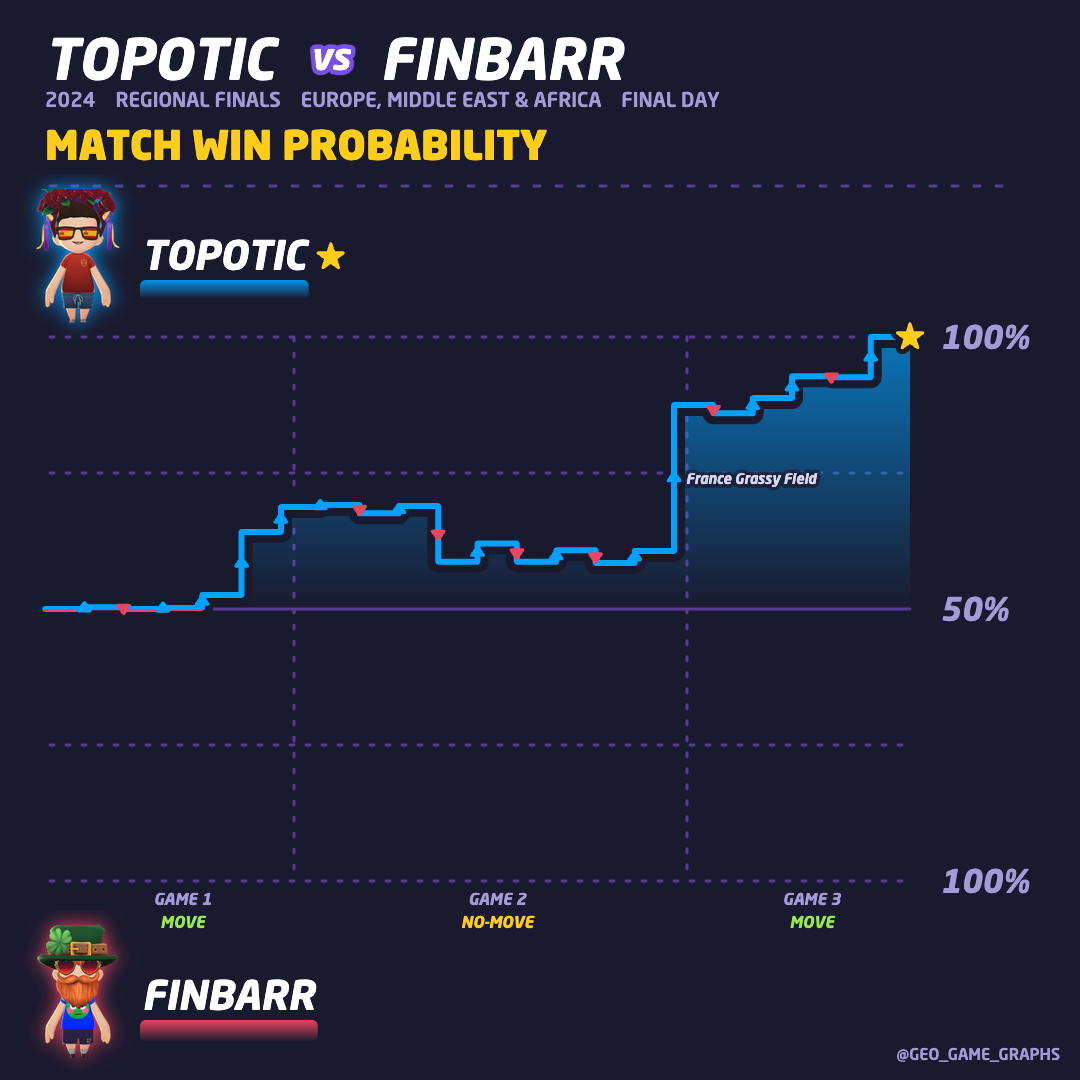 TOPOTIC VS FINBARR
2024 REGIONAL FINALS EUROPE, MIDDLE EAST & AFRICA FINAL DAY
MATCH WIN PROBABILITY
TOPOTIC
100%
France Grassy Field
50%
100%
GAME 1 GAME 2 GAME 3
MOVE NO-MOVE MOVE
FINBARR
@GEO_GAME_GRAPHS